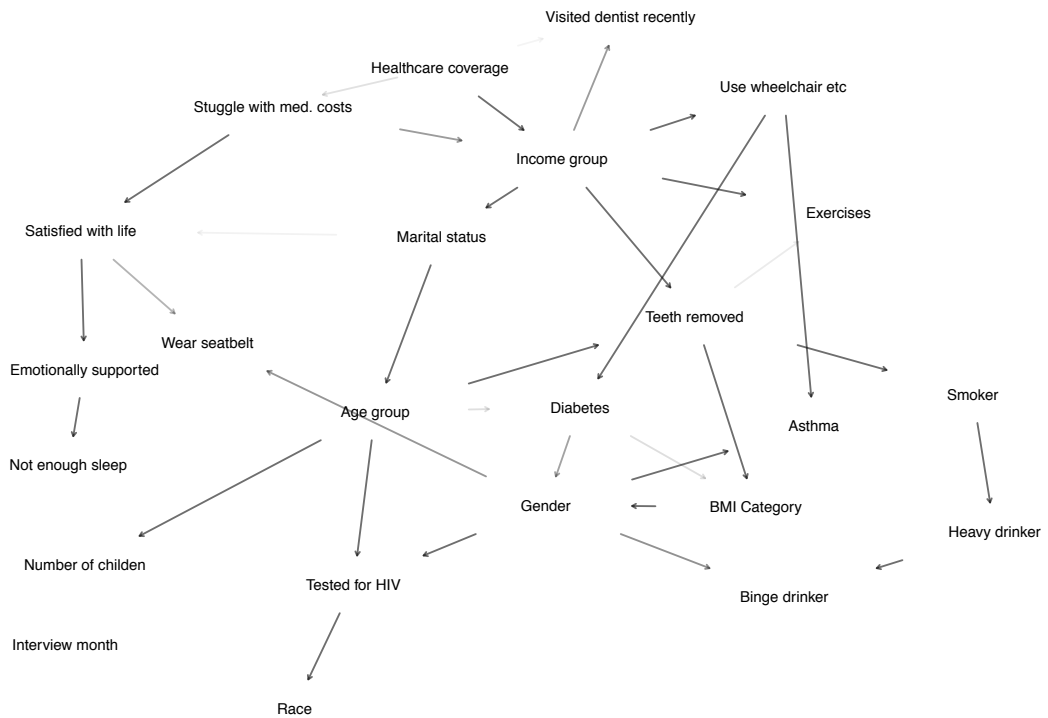 Visited dentist recently
Healthcare coverage
Use wheelchair etc
Stuggle with med. costs
Income group
Exercises
Satisfied with life
Marital status
Teeth removed
Wear seatbelt
Emotionally supported
Smoker
Age group
Diabetes
Asthma
Not enough sleep
Gender
BMI Category
Heavy drinker
Number of childen
Tested for HIV
Binge drinker
Interview month
Race